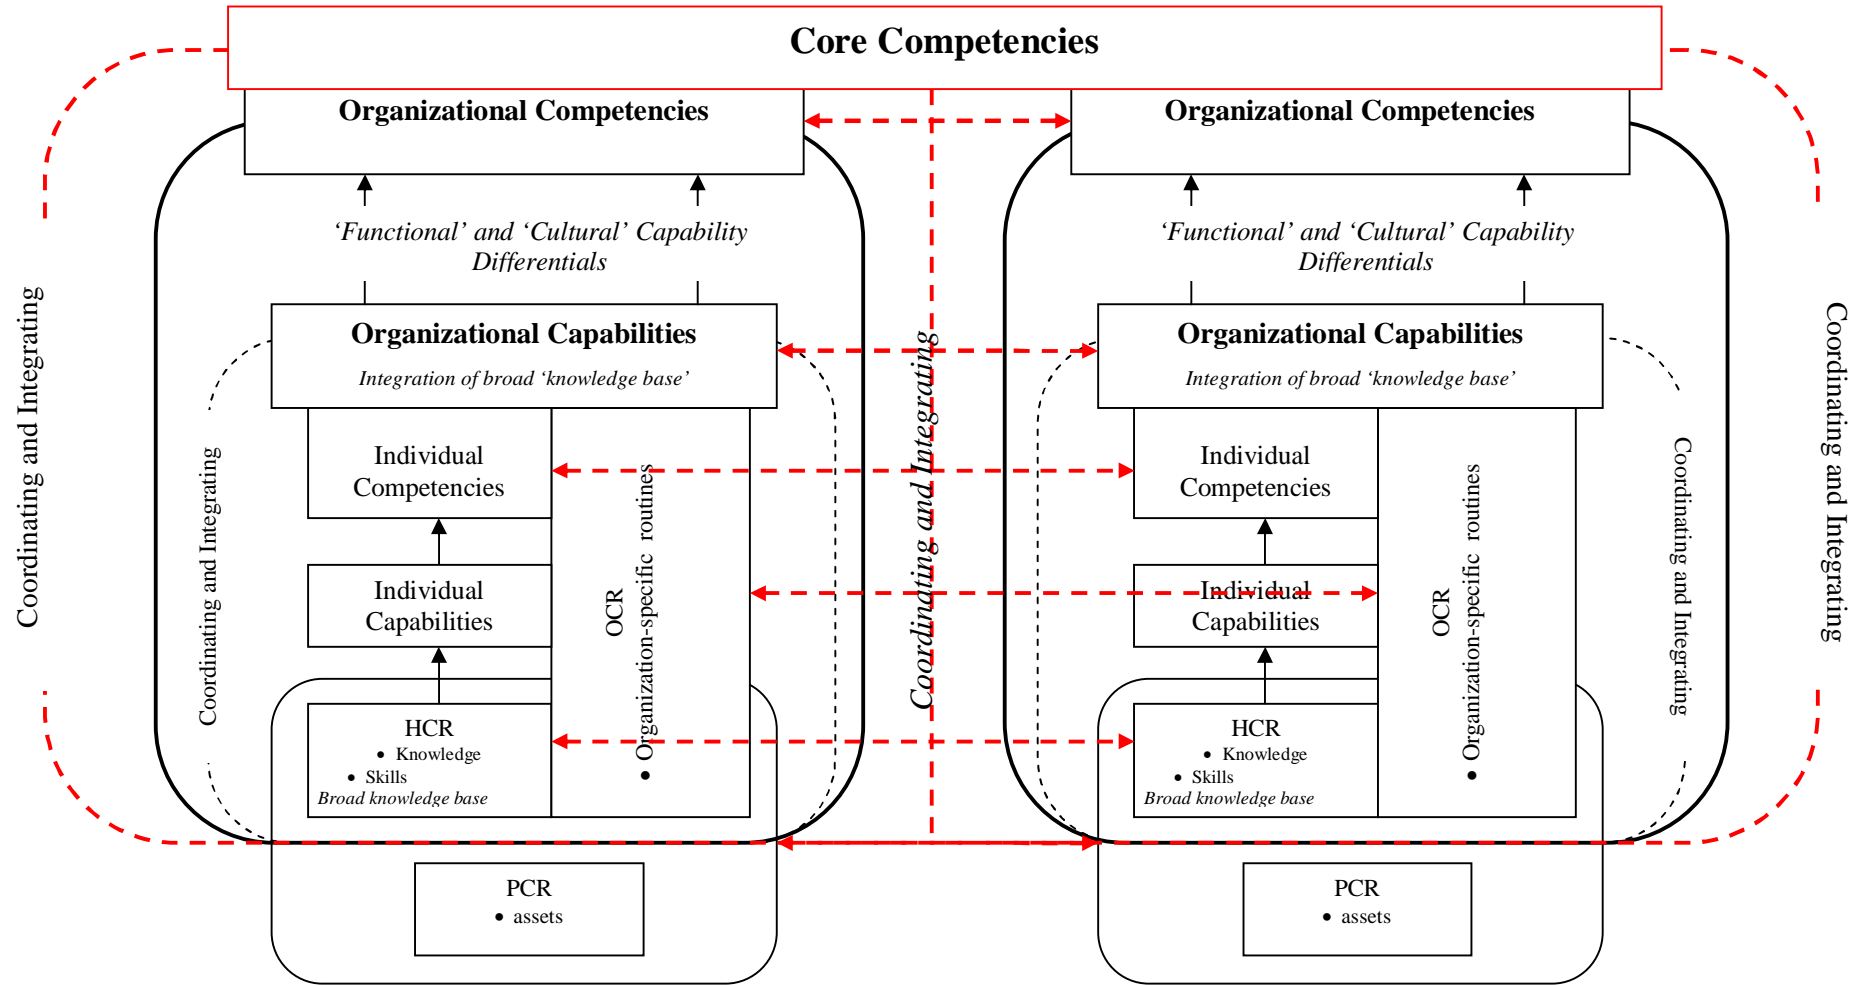 Core Competencies
Organizational Competencies
Organizational Competencies
‘Functional’ and ‘Cultural’ Capability
Differentials
‘Functional’ and ‘Cultural’ Capability
Differentials
Organizational Capabilities
Integration of broad ‘knowledge base’
Organizational Capabilities
Integration of broad ‘knowledge base’
Coordinating and Integrating
Coordinating and Integrating
Individual
Competencies
Individual
Capabilities
HCR
• Knowledge
• Skills
Broad knowledge base
OCR
• Organization-specific routines
PCR
• assets
Coordinating and Integrating
Individual
Competencies
Individual
Capabilities
HCR
• Knowledge
• Skills
Broad knowledge base
OCR
• Organization-specific routines
PCR
• assets
Coordinating and Integrating
Coordinating and Integrating